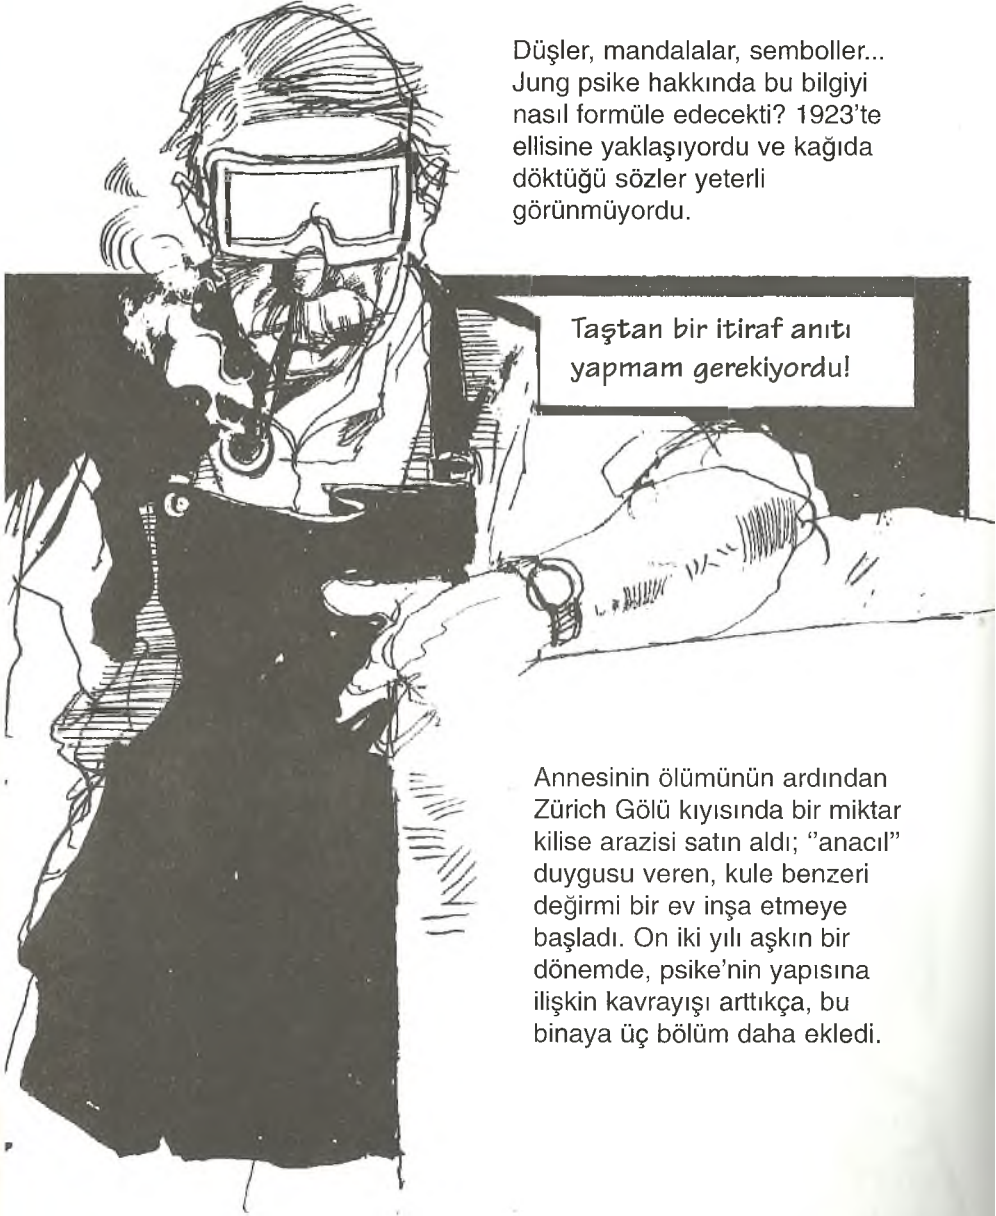 Düşler, mandalalar, semboller...
Jung psike hakkında bu bilgiyi
nasıl formüle edecekti? 1923'te
ellisine yaklaşıyordu ve kağıda
döktüğü sözler yeterli
görünmüyordu.
Taştan bir itiraf anıtı
yapmam gerekiyordu!
Annesinin ölümünün ardından
Zürich Gölü kıyısında bir miktar
kilise arazisi satın aldı; “anacıl”
duygusu veren, kule benzeri
değirmi bir ev inşa etmeye
başladı. On iki yılı aşkın bir
dönemde, psike'nin yapısına
ilişkin kavrayışı arttıkça, bu
binaya üç bölüm daha ekledi.